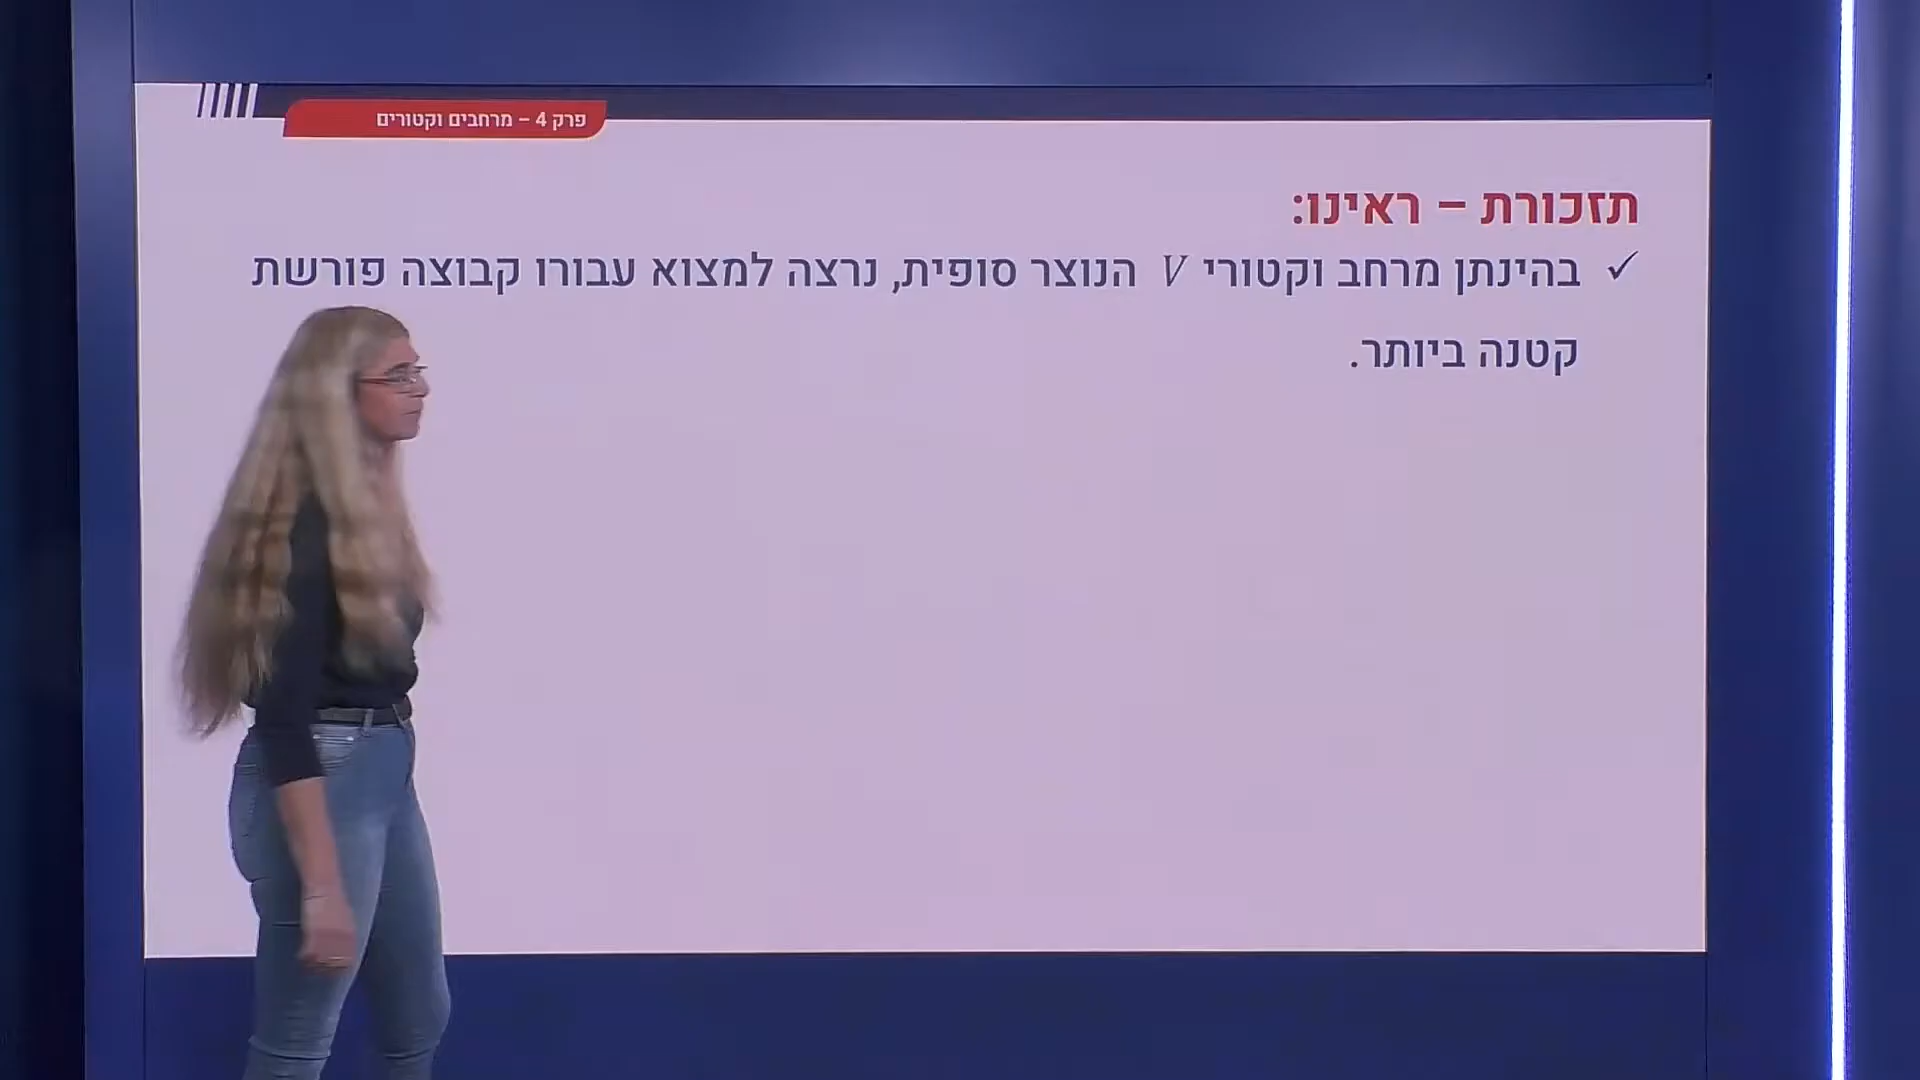 פרק 4 – מרחבים וקטורים
תזכורת – ראינו:
✓ בהינתן מרחב וקטורי V הנוצר סופית, נרצה למצוא עבורו קבוצה פורשת
קטנה ביותר.